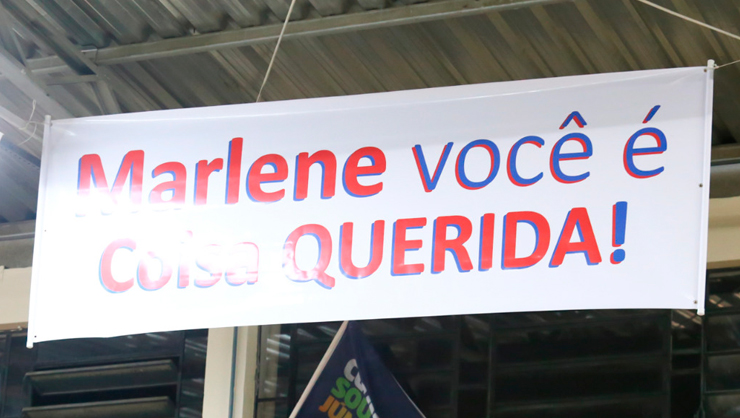 Marlene você é
Coisa QUERIDA!